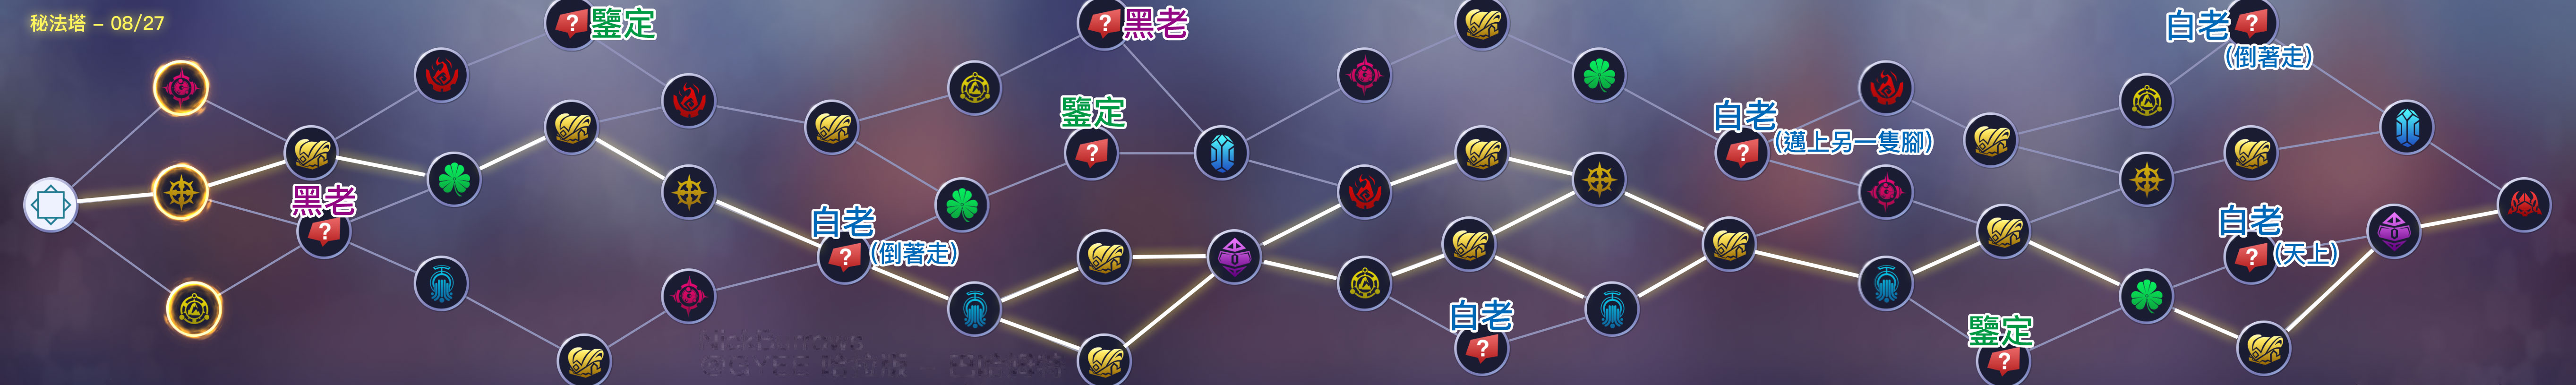 秘法塔 – 08/27
鑒定
黑老
白老
(倒著走)
鑒定
白老
(邁上另一隻腳)
黑老
白老
(倒著走)
白老
(天上)
白老
鑒定